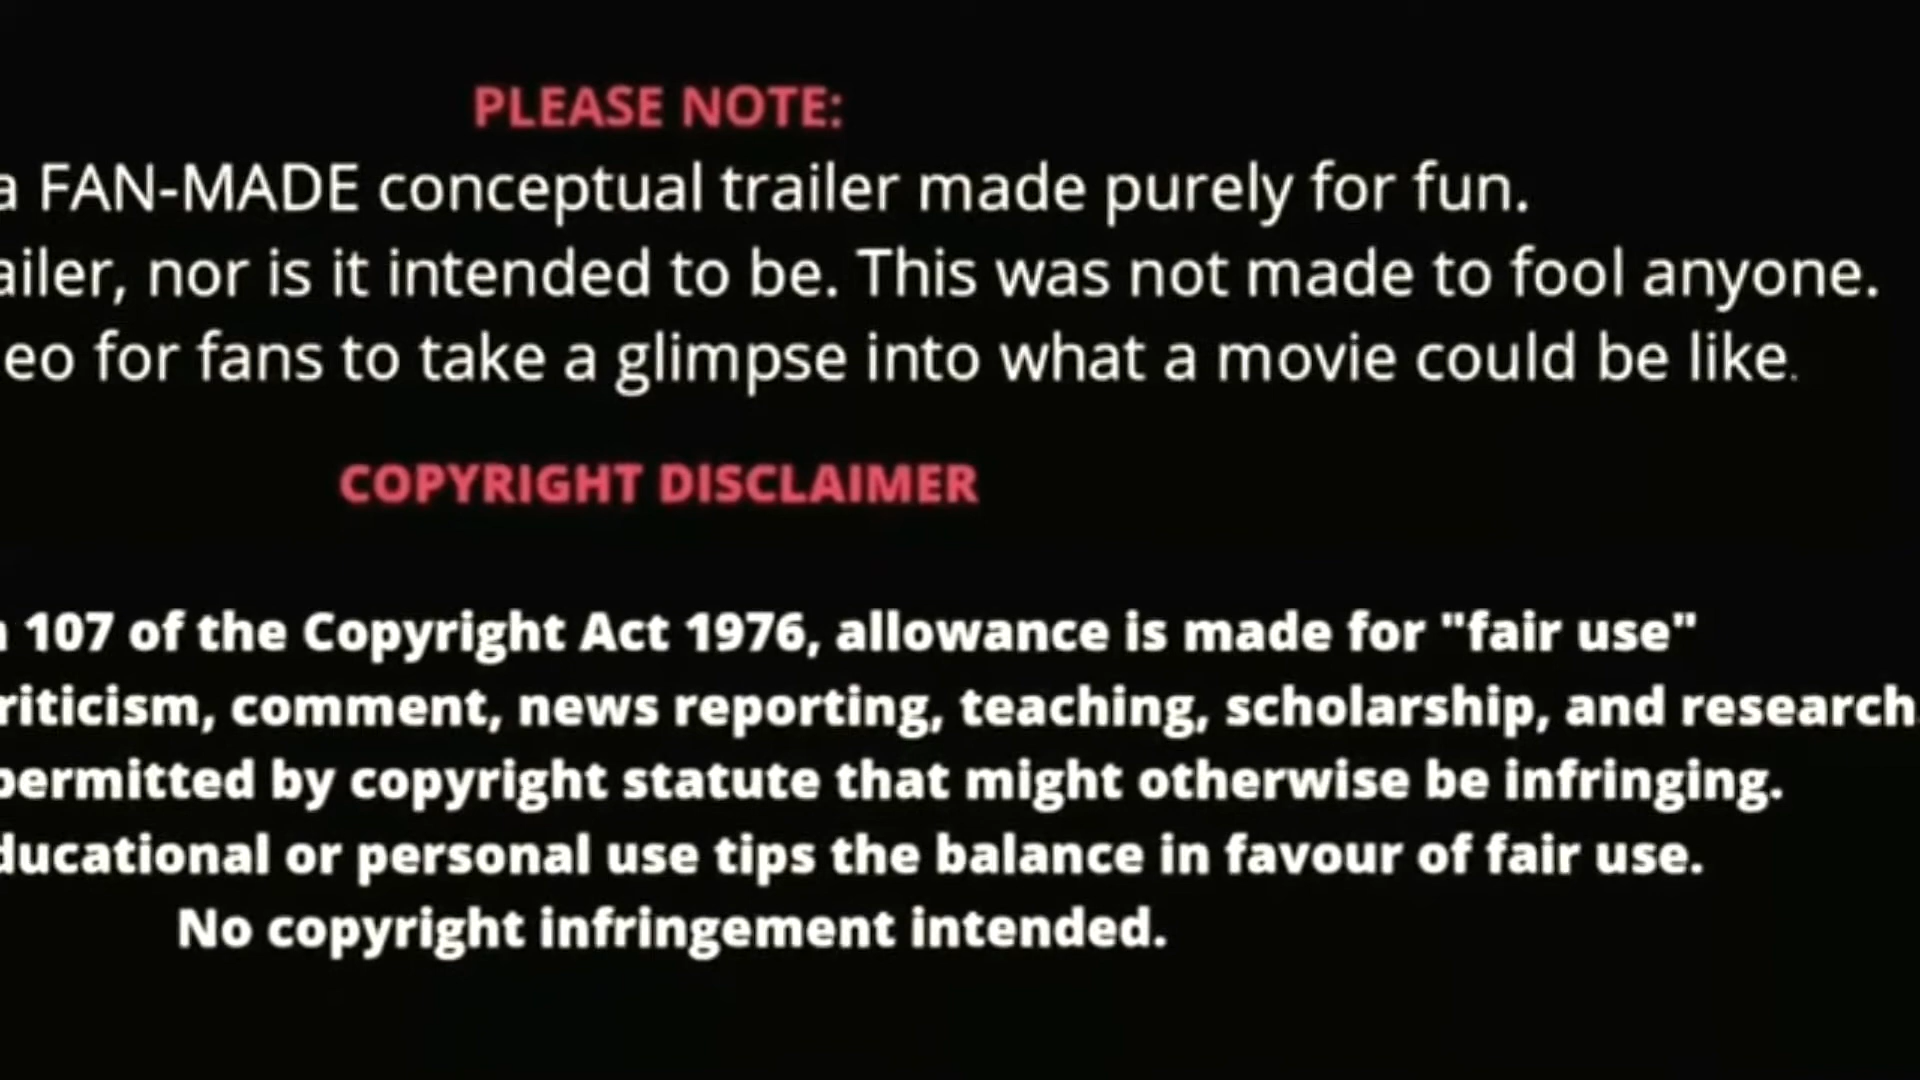 PLEASE NOTE:
a FAN-MADE conceptual trailer made purely for fun.
ailer, nor is it intended to be. This was not made to fool anyone.
eo for fans to take a glimpse into what a movie could be like.
COPYRIGHT DISCLAIMER
107 of the Copyright Act 1976, allowance is made for "fair use"
riticism, comment, news reporting, teaching, scholarship, and research
permitted by copyright statute that might otherwise be infringing.
ducational or personal use tips the balance in favour of fair use.
No copyright infringement intended.